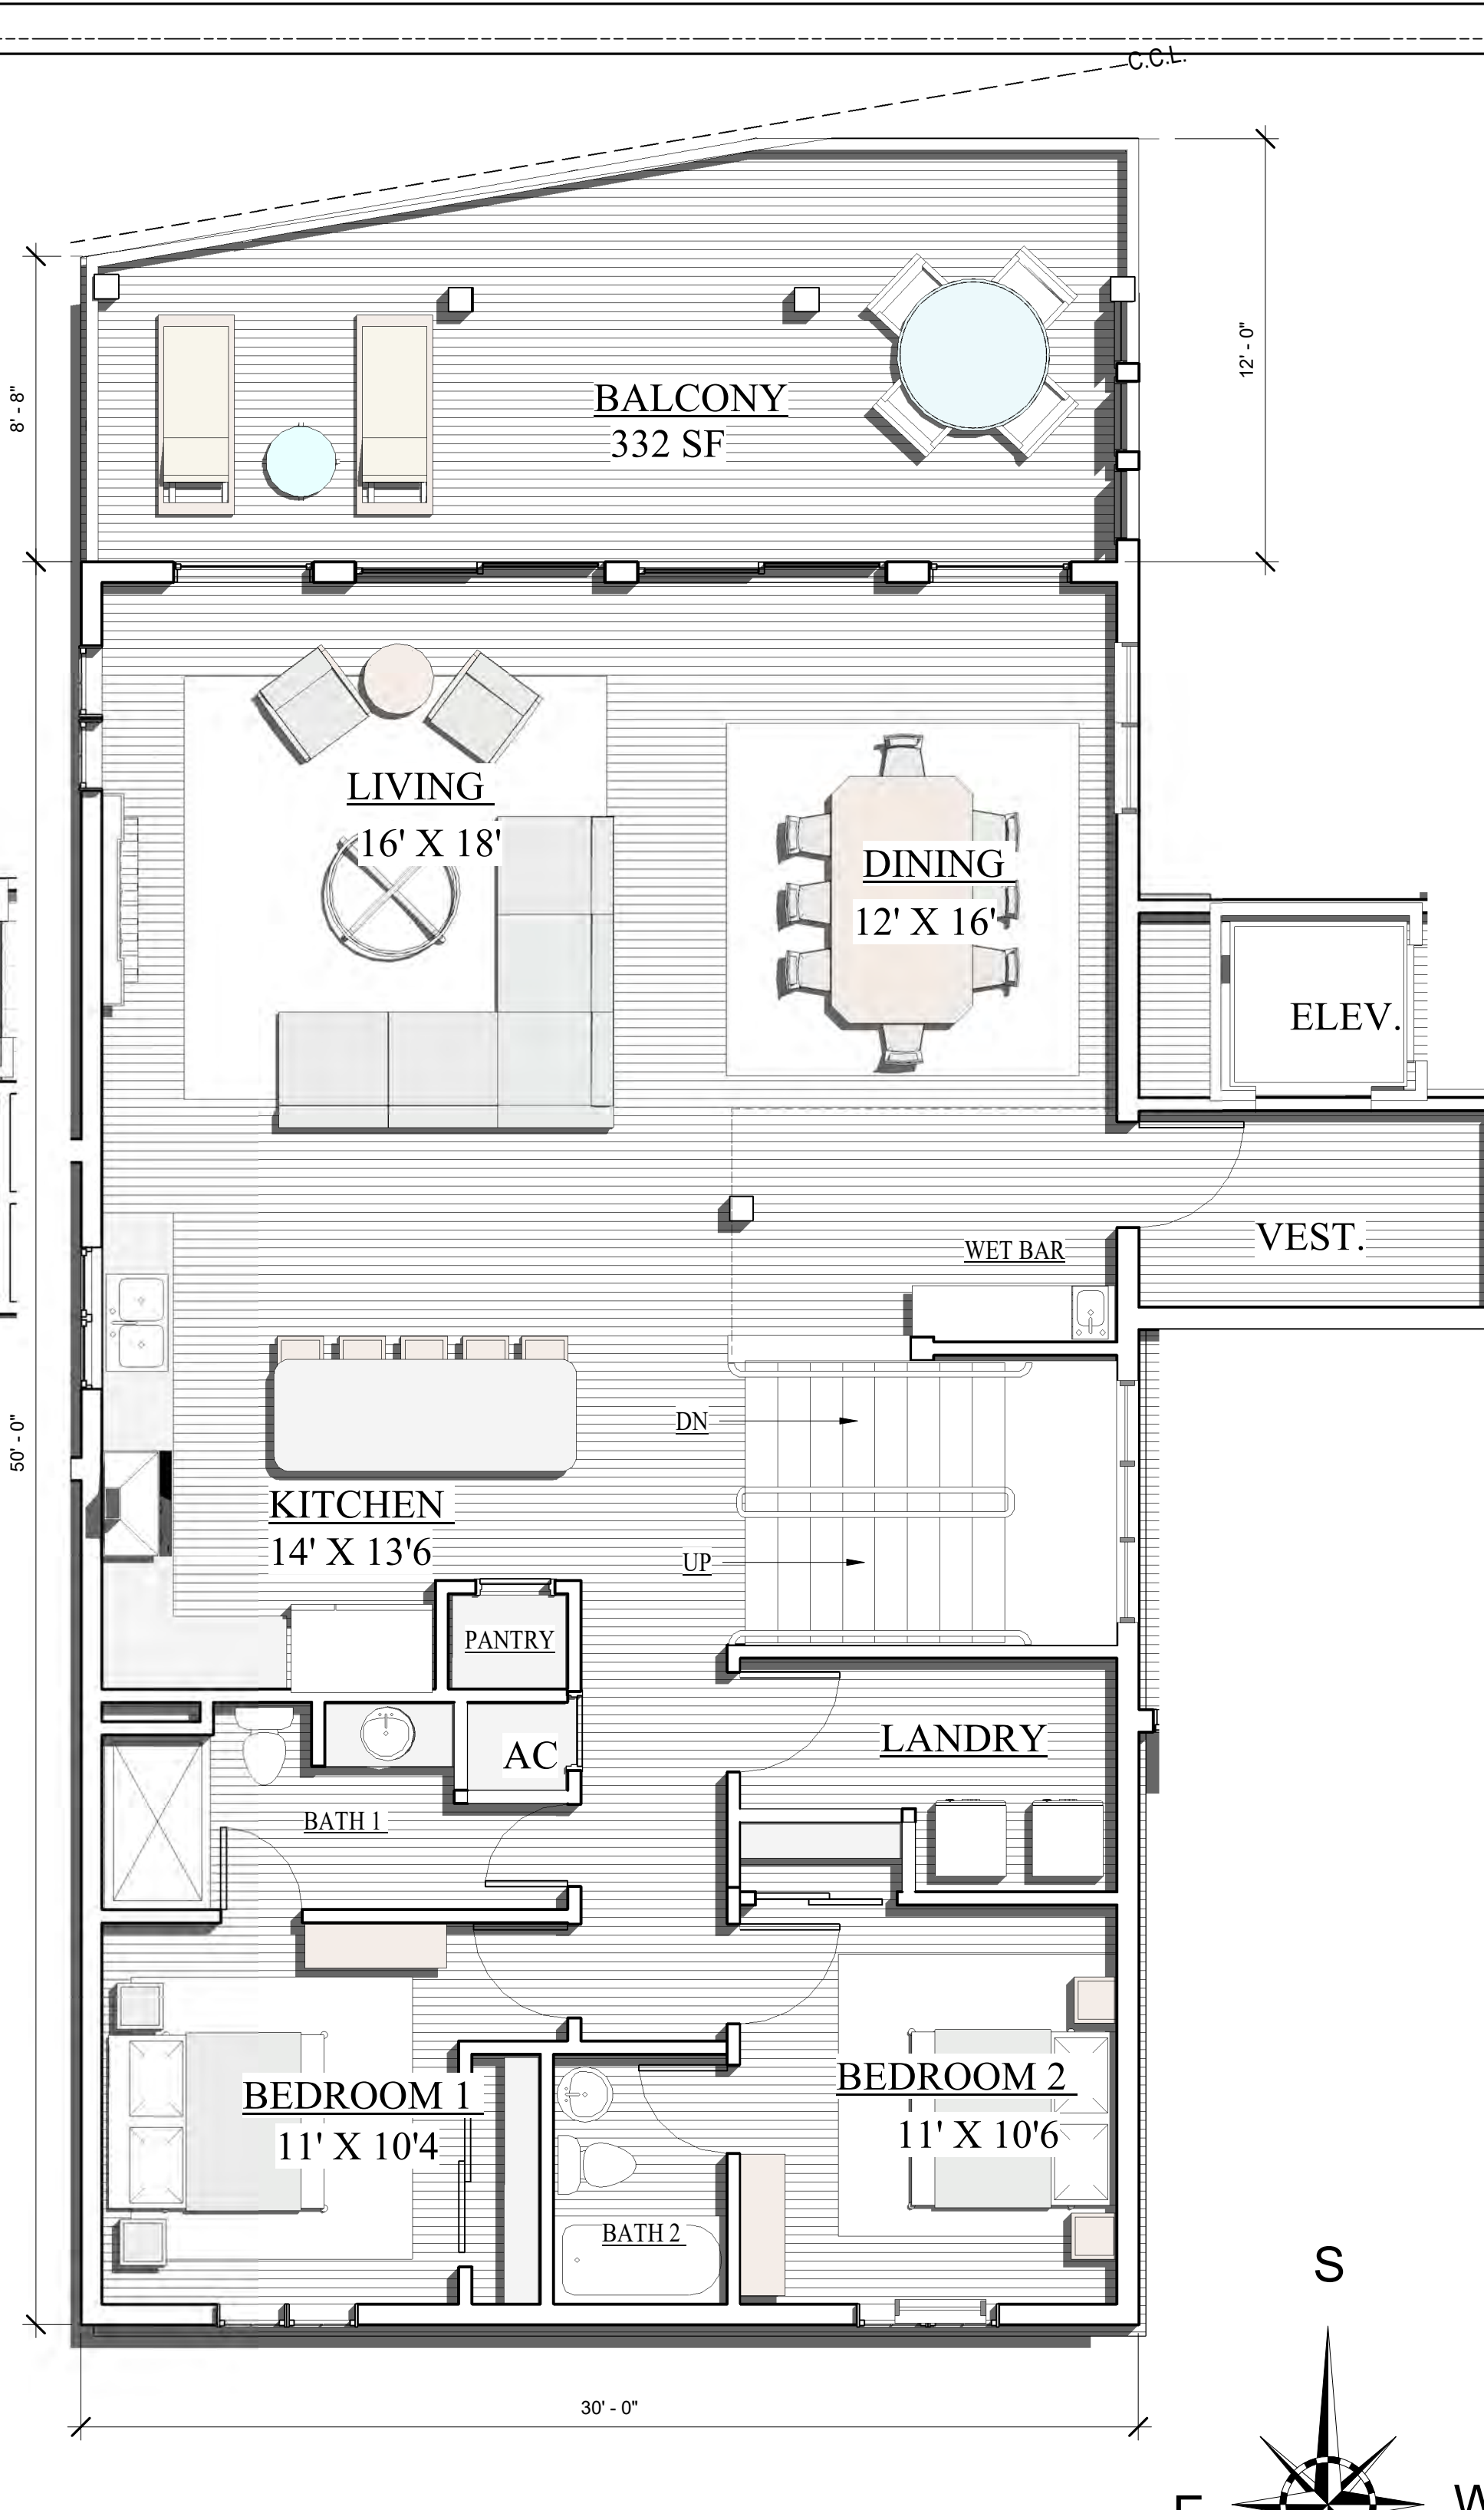 C.C.L.
12' - 0"
8' - 8"
BALCONY
332 SF
LIVING
16' X 18'
DINING
12' X 16'
ELEV.
VEST.
WET BAR
DN
50' - 0"
KITCHEN
14' X 13'6
UP
PANTRY
LANDRY
AC
BATH 1
BEDROOM 2
11' X 10'6
BEDROOM 1
11' X 10'4
BATH 2
S
30' - 0"
E
W